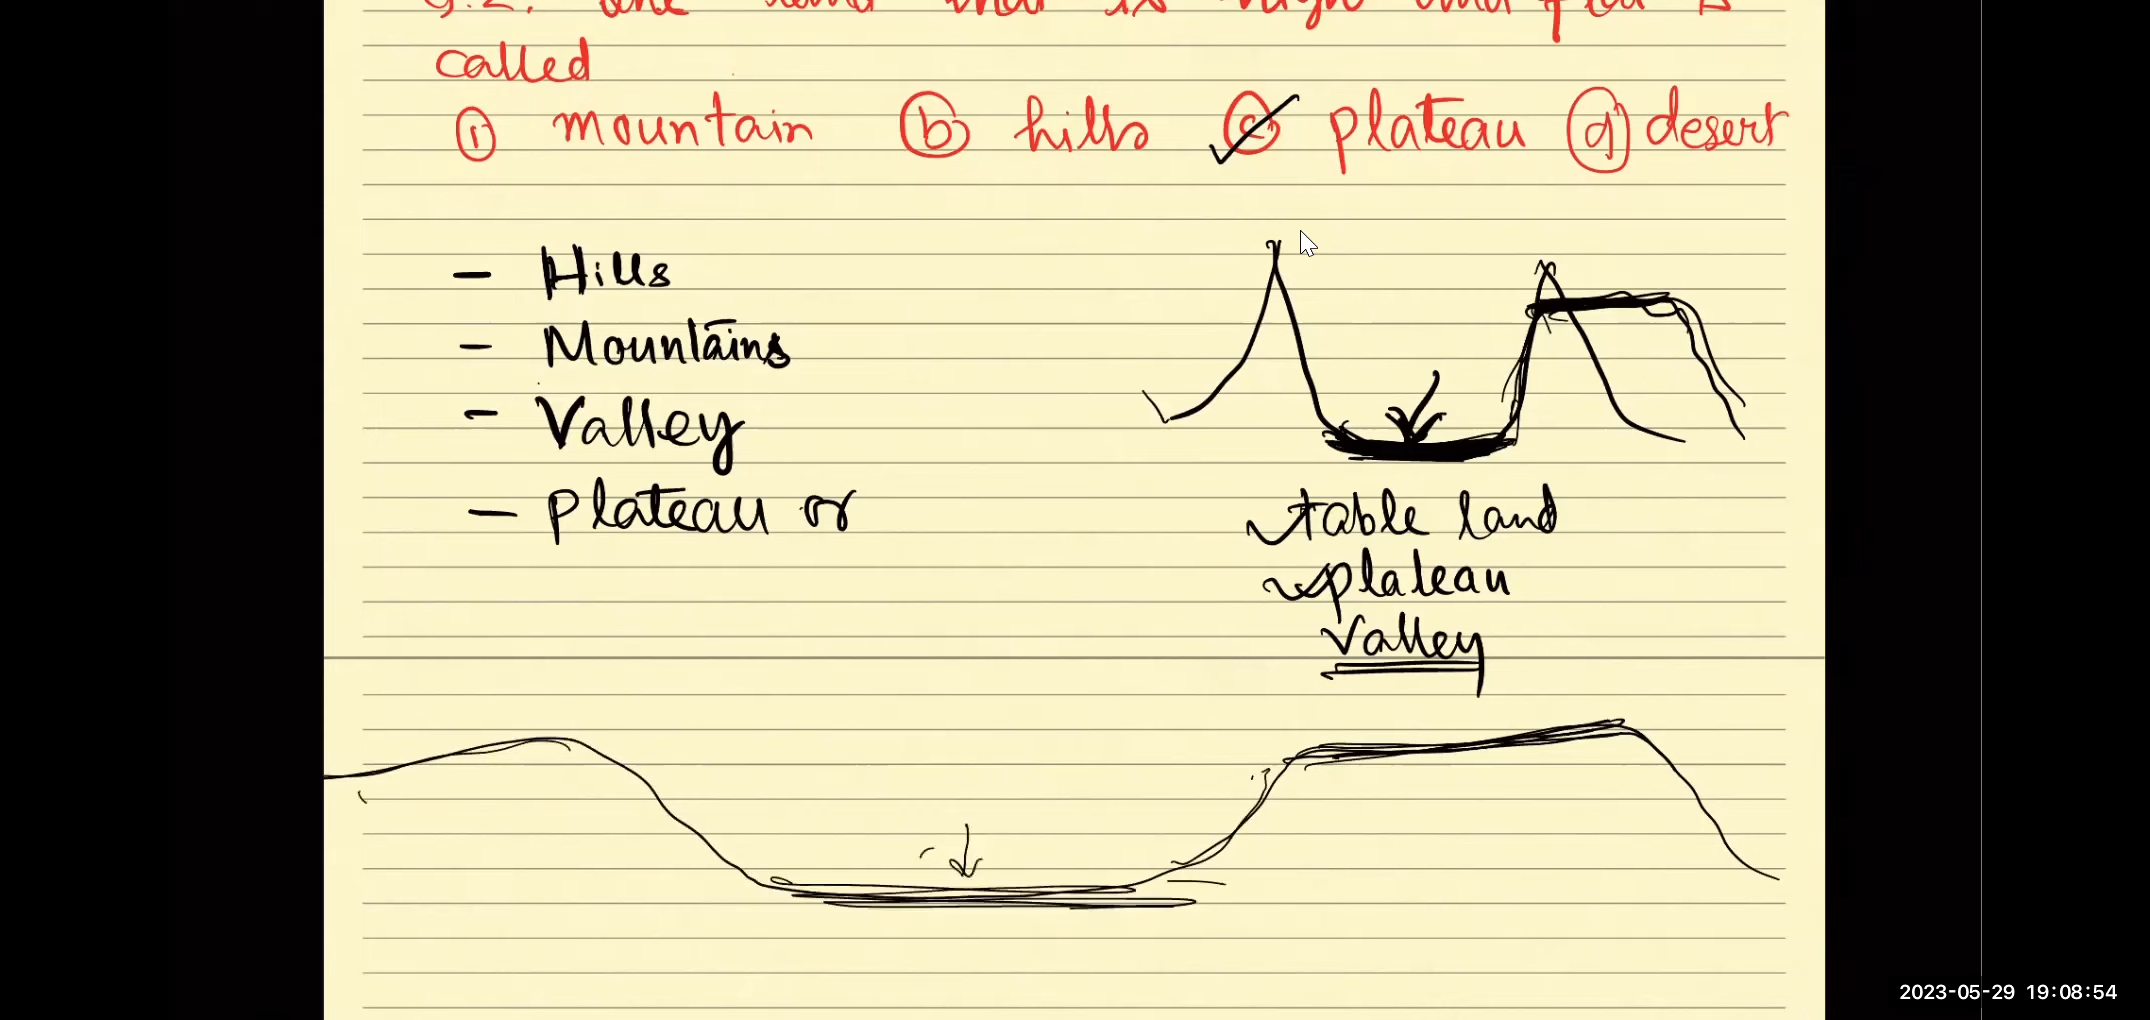 called
① mountain ⓑ hills ⓒ plateau ⓓ desert
- Hills
- Mountains
- Valley
- plateau or
table land
plateau
valley
2023-05-29 19:08:54